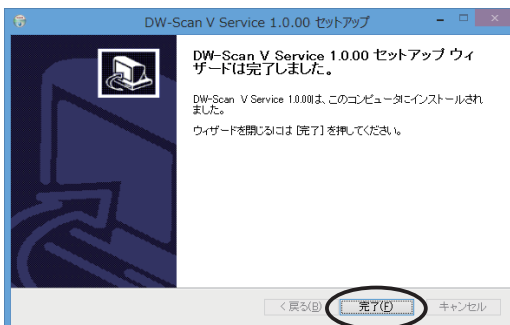 DW-Scan V Service 1.0.00 セットアップ
DW-Scan V Service 1.0.00 セットアップ ウィ
ザードは完了しました。
DW-Scan V Service 1.0.00は、このコンピュータにインストールされ
ました。
ウィザードを閉じるには [完了] を押してください。
< 戻る(B)
完了(F)
キャンセル